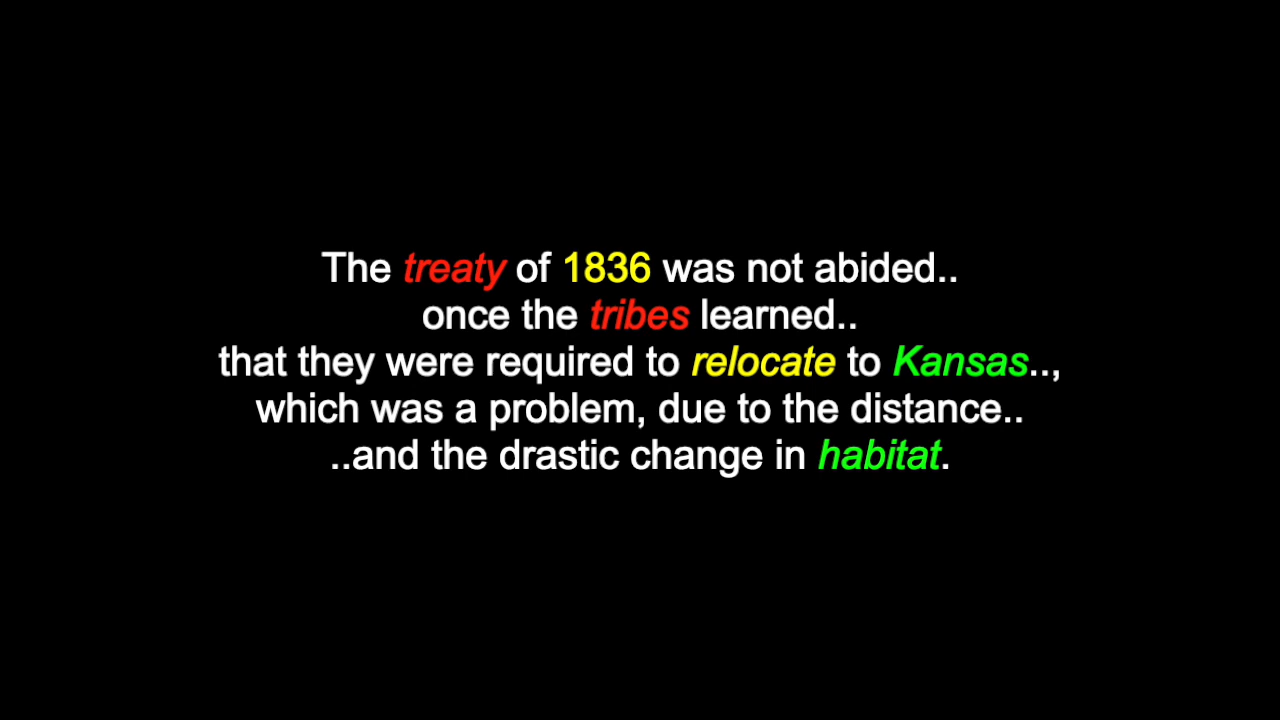 The treaty of 1836 was not abided..
once the tribes learned..
that they were required to relocate to Kansas..,
which was a problem, due to the distance..
..and the drastic change in habitat.